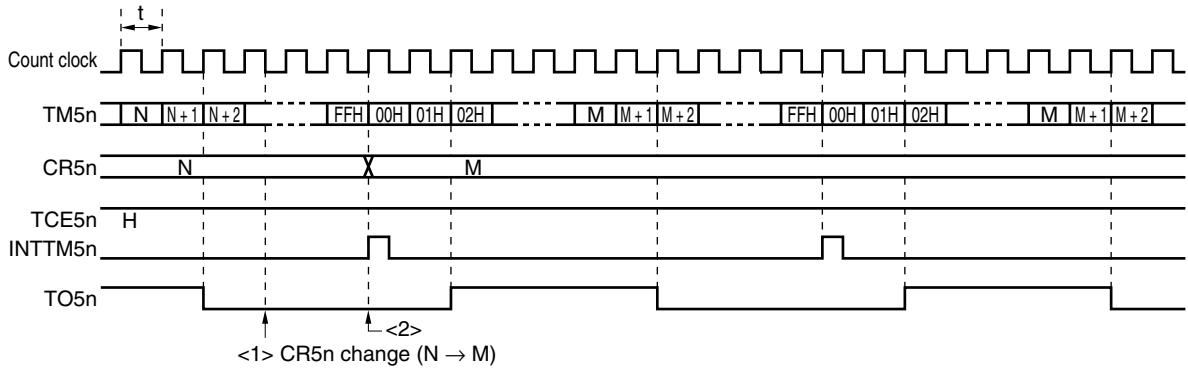 t
Count clock
TM5n N N + 1 N + 2 FFH 00H 01H 02H M M + 1 M + 2 FFH 00H 01H 02H M M + 1 M + 2
CR5n N M
TCE5n H
INTTM5n
TO5n
<2>
<1> CR5n change (N → M)